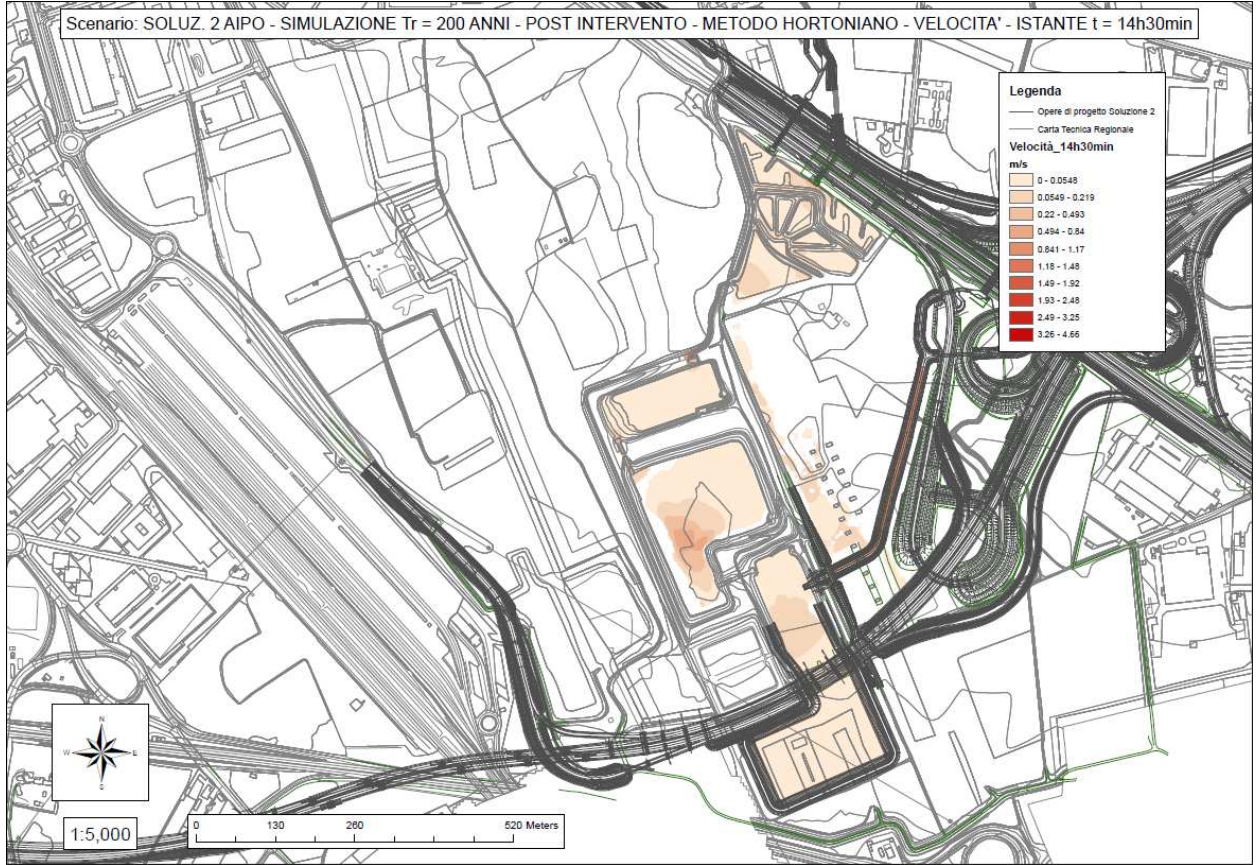 Scenario: SOLUZ. 2 AIPO - SIMULAZIONE Tr = 200 ANNI - POST INTERVENTO - METODO HORTONIANO - VELOCITA' - ISTANTE t = 14h30min
Legenda
Opere di progetto Soluzione 2
Carta Tecnica Regionale
Velocità_14h30min
m/s
0 - 0.0548
0.0549 - 0.219
0.22 - 0.493
0.494 - 0.84
0.841 - 1.17
1.18 - 1.48
1.49 - 1.92
1.93 - 2.48
2.49 - 3.25
3.26 - 4.66
N
W E
S
1:5,000
0 130 260 520 Meters